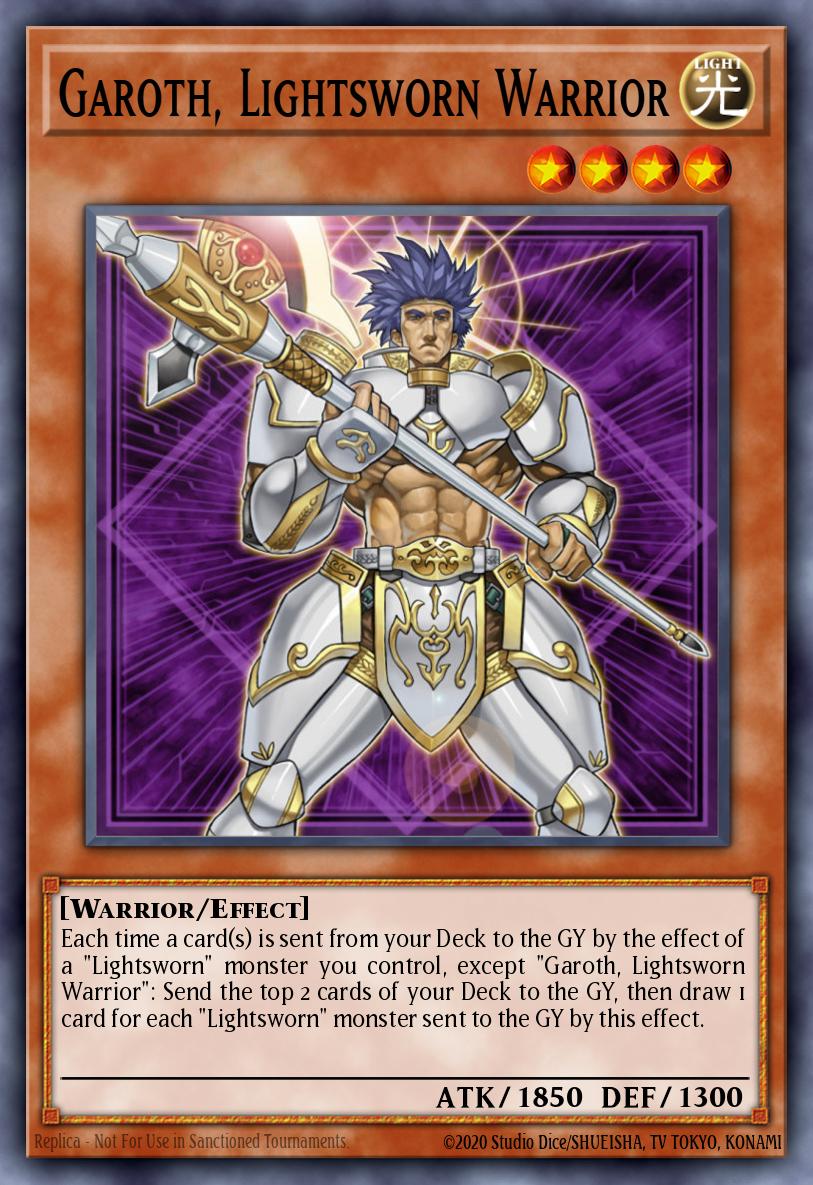 Garoth, Lightsworn Warrior
LIGHT
光
[Warrior/Effect]
Each time a card(s) is sent from your Deck to the GY by the effect of
a "Lightsworn" monster you control, except "Garoth, Lightsworn
Warrior": Send the top 2 cards of your Deck to the GY, then draw 1
card for each "Lightsworn" monster sent to the GY by this effect.
ATK/1850 DEF/1300
Replica - Not For Use in Sanctioned Tournaments.
©2020 Studio Dice/SHUEISHA, TV TOKYO, KONAMI